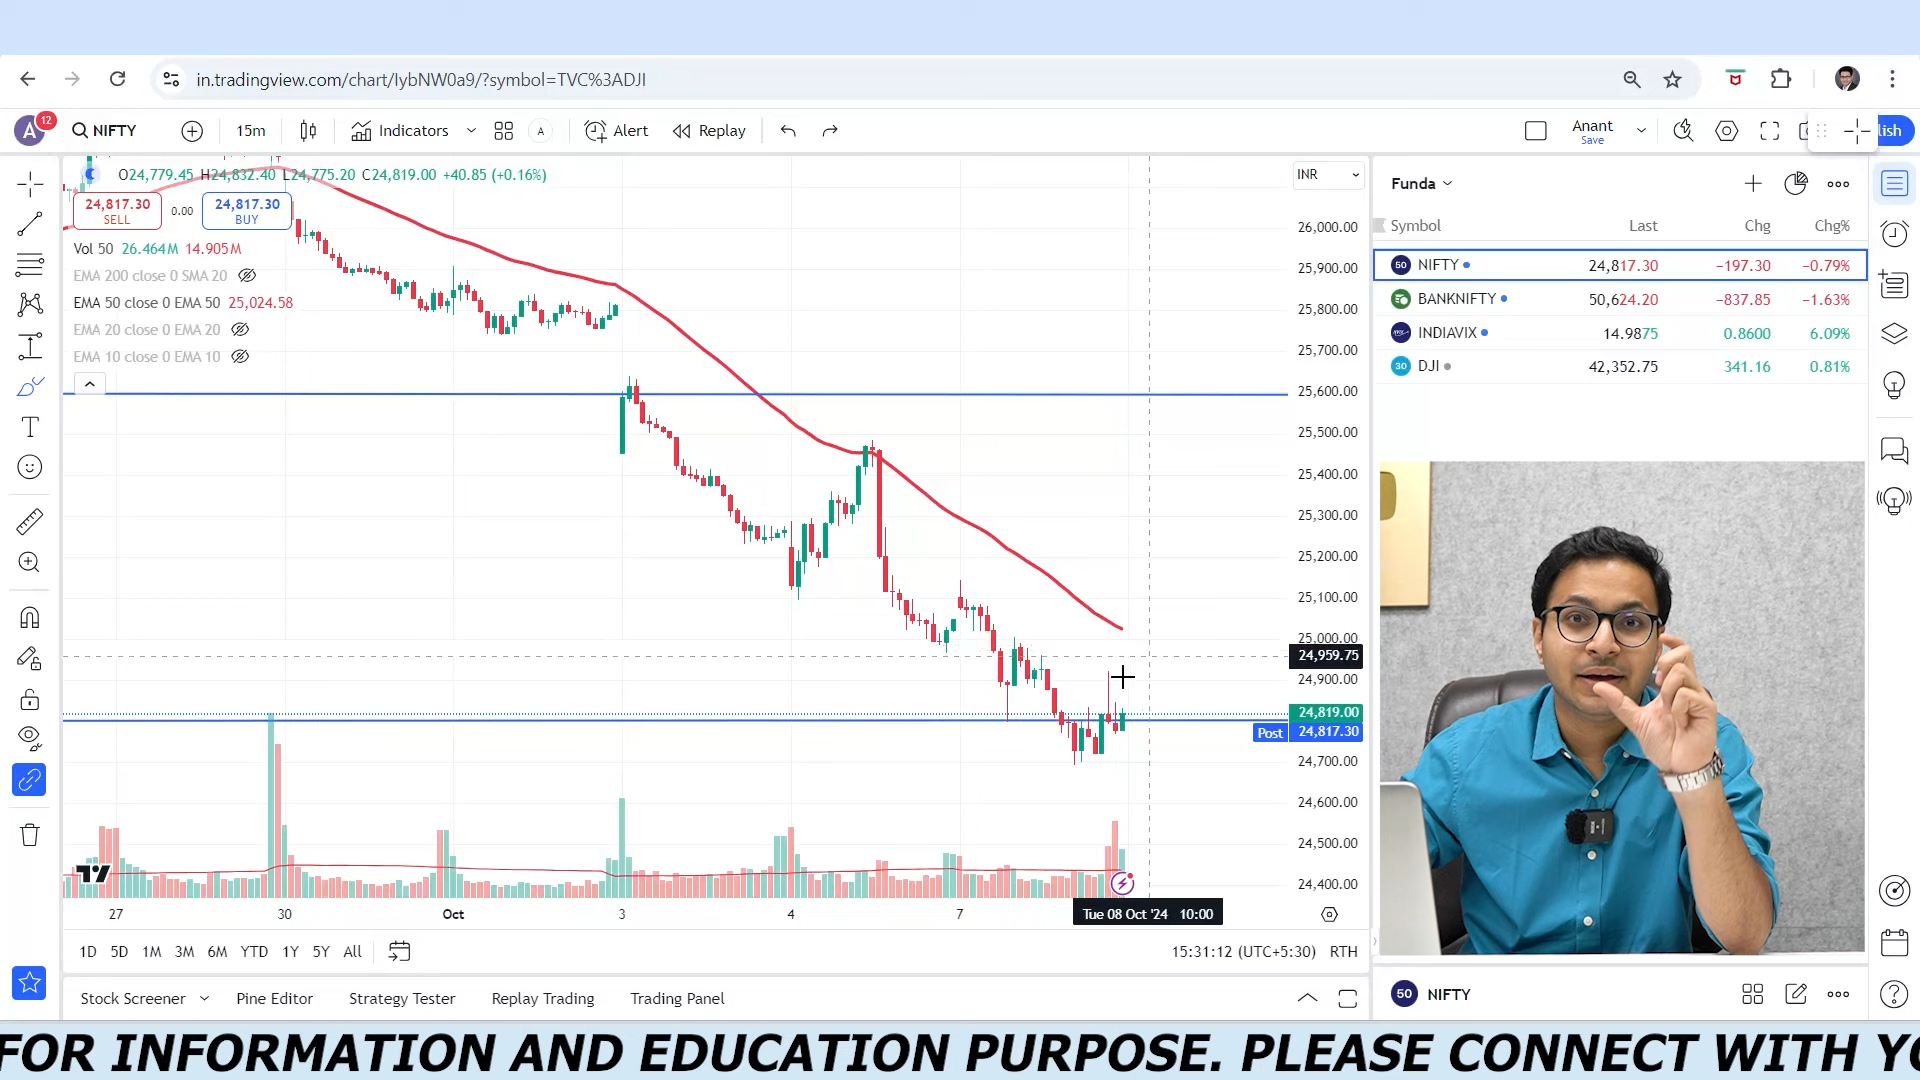 in.tradingview.com/chart/IybNW0a9/?symbol=TVC%3ADJI
A 12 NIFTY 15m Indicators A Alert Replay Anant Save lish
O24,779.45 H24,832.40 L24,775.20 C24,819.00 +40.85 (+0.16%)
24,817.30 SELL 0.00 24,817.30 BUY
Vol 50 26.464M 14.905M
EMA 200 close 0 SMA 20
EMA 50 close 0 EMA 50 25,024.58
EMA 20 close 0 EMA 20
EMA 10 close 0 EMA 10
INR
26,000.00
25,900.00
25,800.00
25,700.00
25,600.00
25,500.00
25,400.00
25,300.00
25,200.00
25,100.00
25,000.00
24,959.75
24,900.00
24,819.00
Post 24,817.30
24,700.00
24,600.00
24,500.00
24,400.00
27 30 Oct 3 4 7 Tue 08 Oct '24 10:00
1D 5D 1M 3M 6M YTD 1Y 5Y All 15:31:12 (UTC+5:30) RTH
Stock Screener Pine Editor Strategy Tester Replay Trading Trading Panel
Funda
Symbol Last Chg Chg%
50 NIFTY 24,817.30 −197.30 −0.79%
BANKNIFTY 50,624.20 −837.85 −1.63%
INDIAVIX 14.9875 0.8600 6.09%
30 DJI 42,352.75 341.16 0.81%
50 NIFTY
FOR INFORMATION AND EDUCATION PURPOSE. PLEASE CONNECT WITH YO